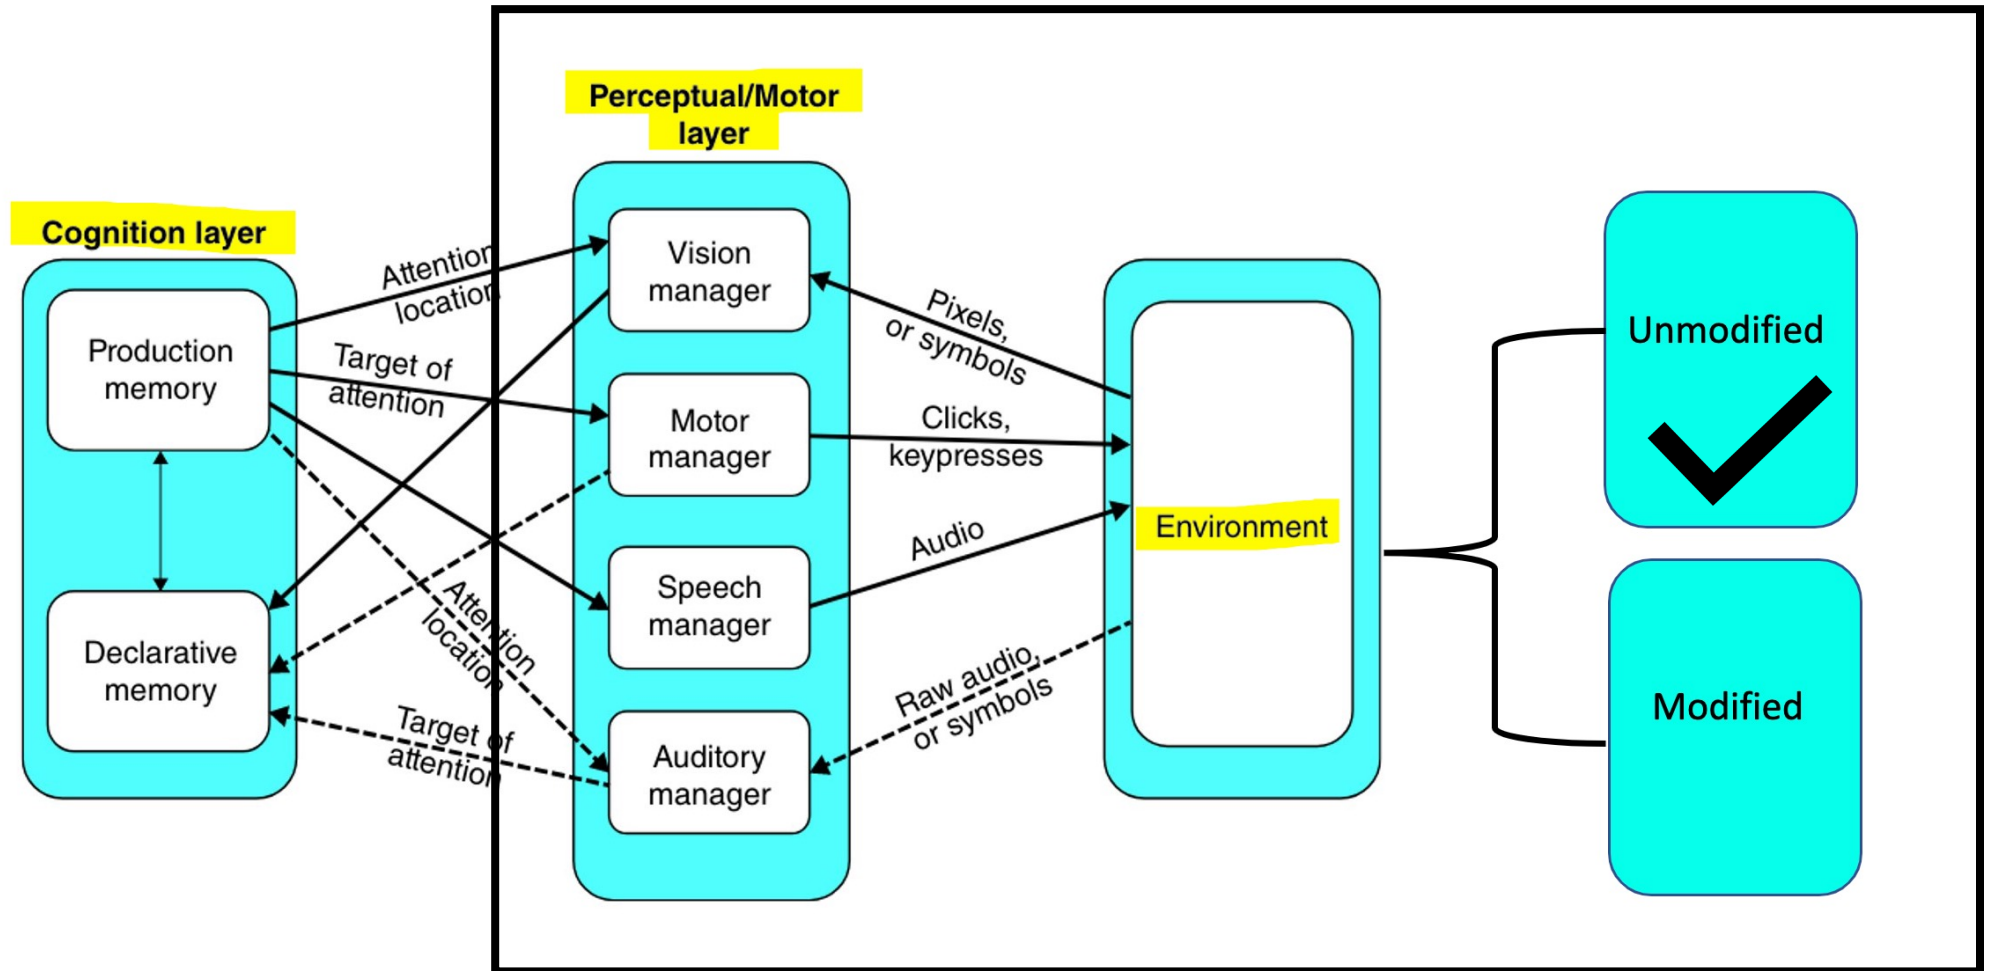 Cognition layer
Production
memory
Declarative
memory
Attention
location
Target of
attention
Attention
location
Target of
attention
Perceptual/Motor
layer
Vision
manager
Motor
manager
Speech
manager
Auditory
manager
Pixels,
or symbols
Clicks,
keypresses
Audio
Raw audio,
or symbols
Environment
Unmodified
Modified